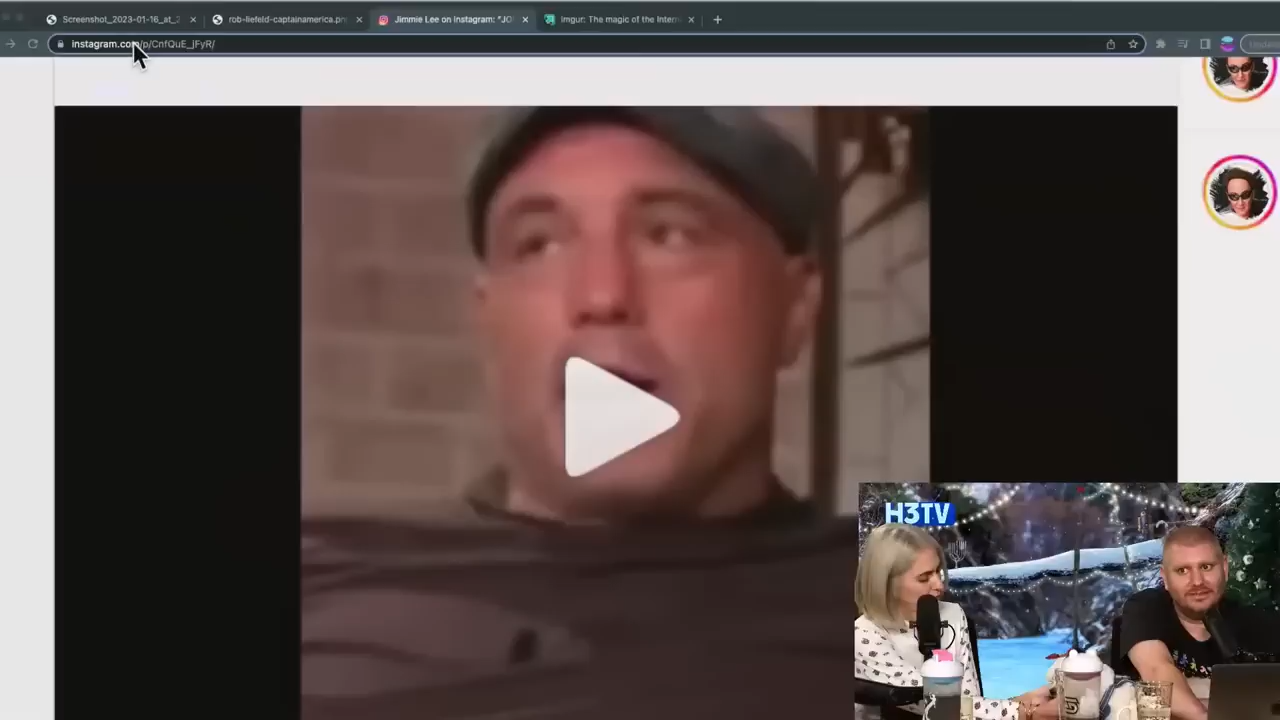 Screenshot_2023-01-16_at_2
rob-liefeld-captainamerica.pn
Jimmie Lee on Instagram: "JO
Imgur: The magic of the Intern
instagram.com/p/CnfQuE_jFyR/
H3TV